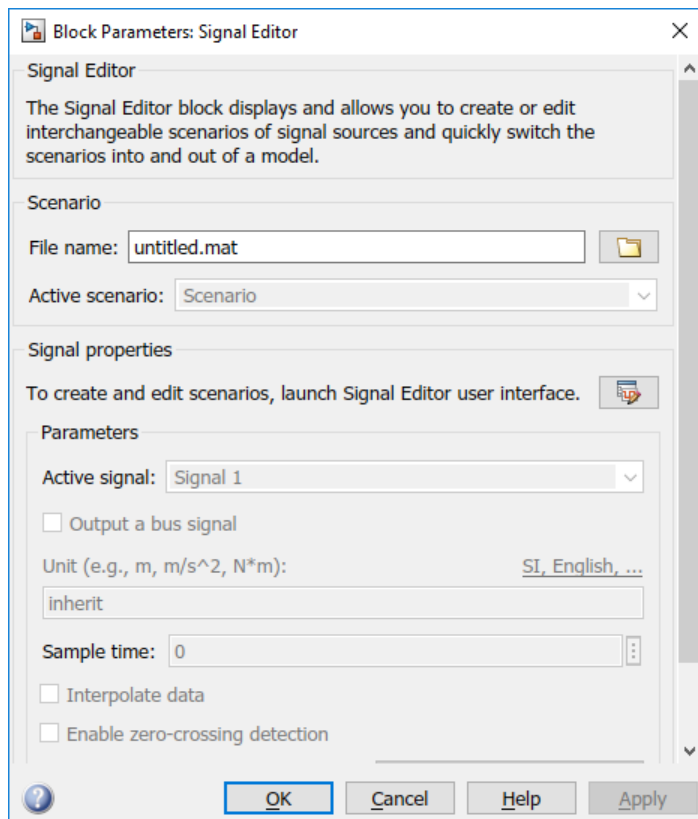 Block Parameters: Signal Editor
Signal Editor
The Signal Editor block displays and allows you to create or edit
interchangeable scenarios of signal sources and quickly switch the
scenarios into and out of a model.
Scenario
File name: untitled.mat
Active scenario: Scenario
Signal properties
To create and edit scenarios, launch Signal Editor user interface.
Parameters
Active signal: Signal 1
Output a bus signal
Unit (e.g., m, m/s^2, N*m): SI, English, ...
inherit
Sample time: 0
Interpolate data
Enable zero-crossing detection
OK Cancel Help Apply